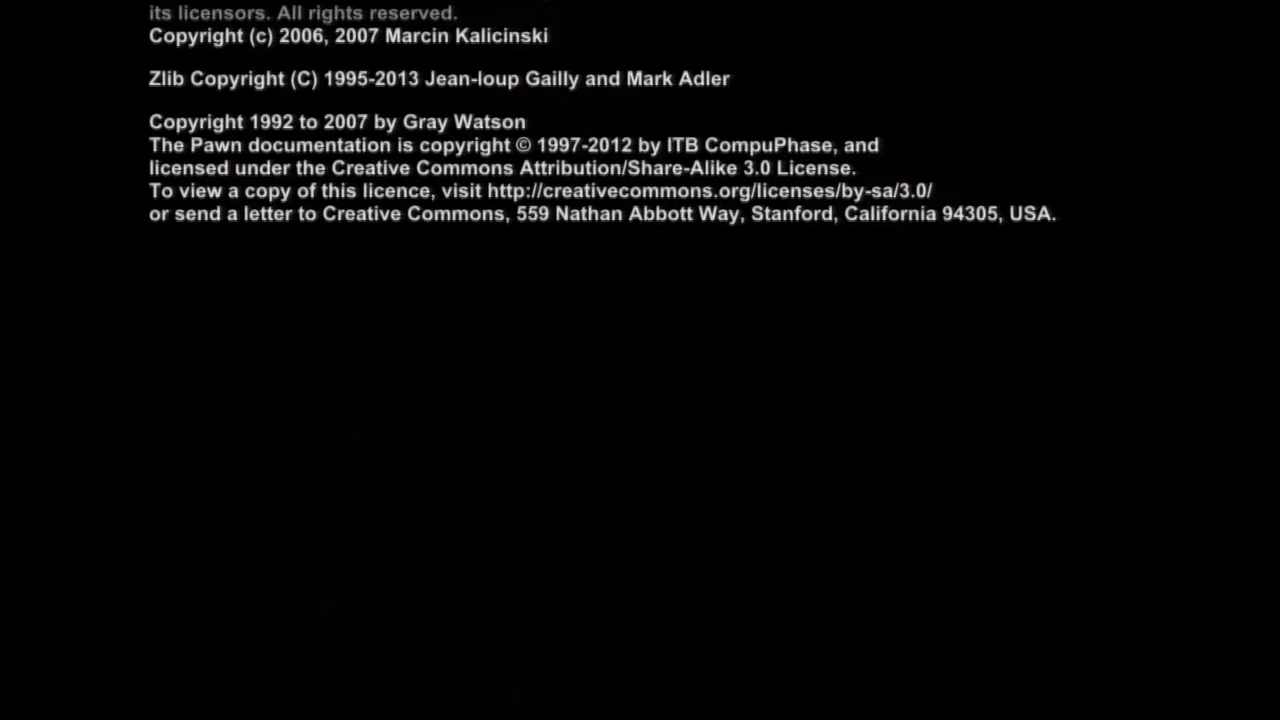 its licensors. All rights reserved.
Copyright (c) 2006, 2007 Marcin Kalicinski
Zlib Copyright (C) 1995-2013 Jean-loup Gailly and Mark Adler
Copyright 1992 to 2007 by Gray Watson
The Pawn documentation is copyright © 1997-2012 by ITB CompuPhase, and
licensed under the Creative Commons Attribution/Share-Alike 3.0 License.
To view a copy of this licence, visit http://creativecommons.org/licenses/by-sa/3.0/
or send a letter to Creative Commons, 559 Nathan Abbott Way, Stanford, California 94305, USA.